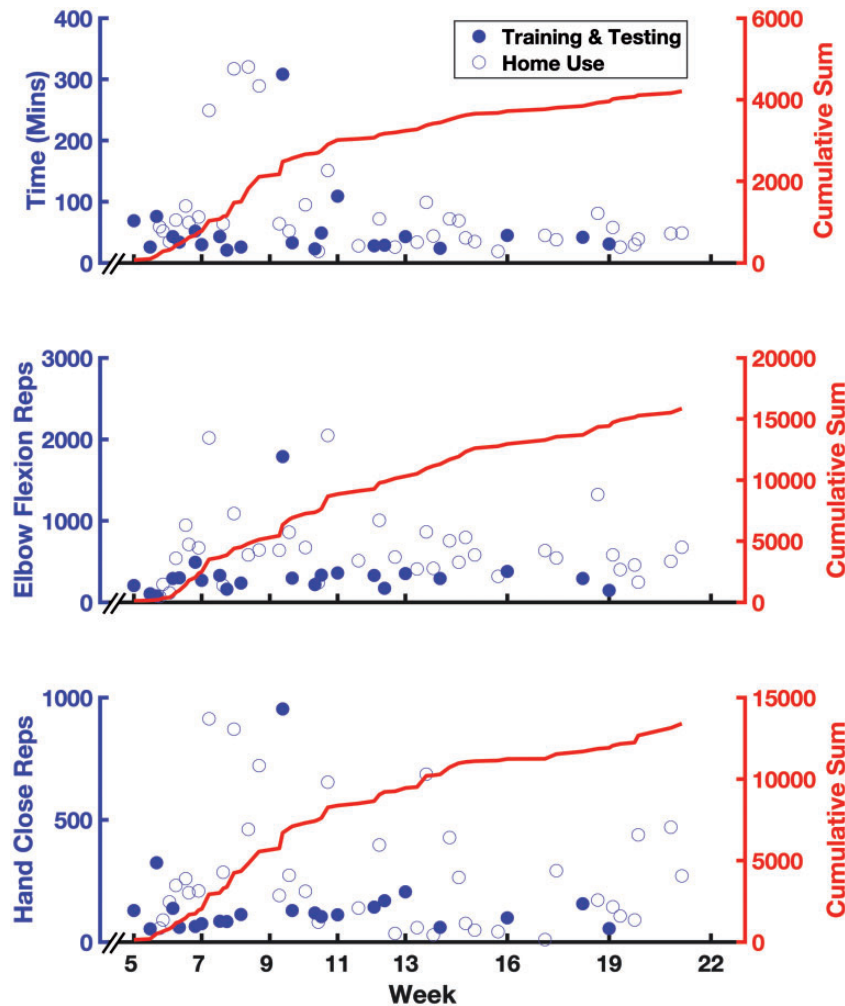 400
300
200
100
0
Time (Mins)
Training & Testing
Home Use
6000
4000
2000
0
Cumulative Sum
3000
2000
1000
0
Elbow Flexion Reps
20000
15000
10000
5000
0
Cumulative Sum
1000
500
0
Hand Close Reps
15000
10000
5000
0
Cumulative Sum
5 7 9 11 13 16 19 22
Week